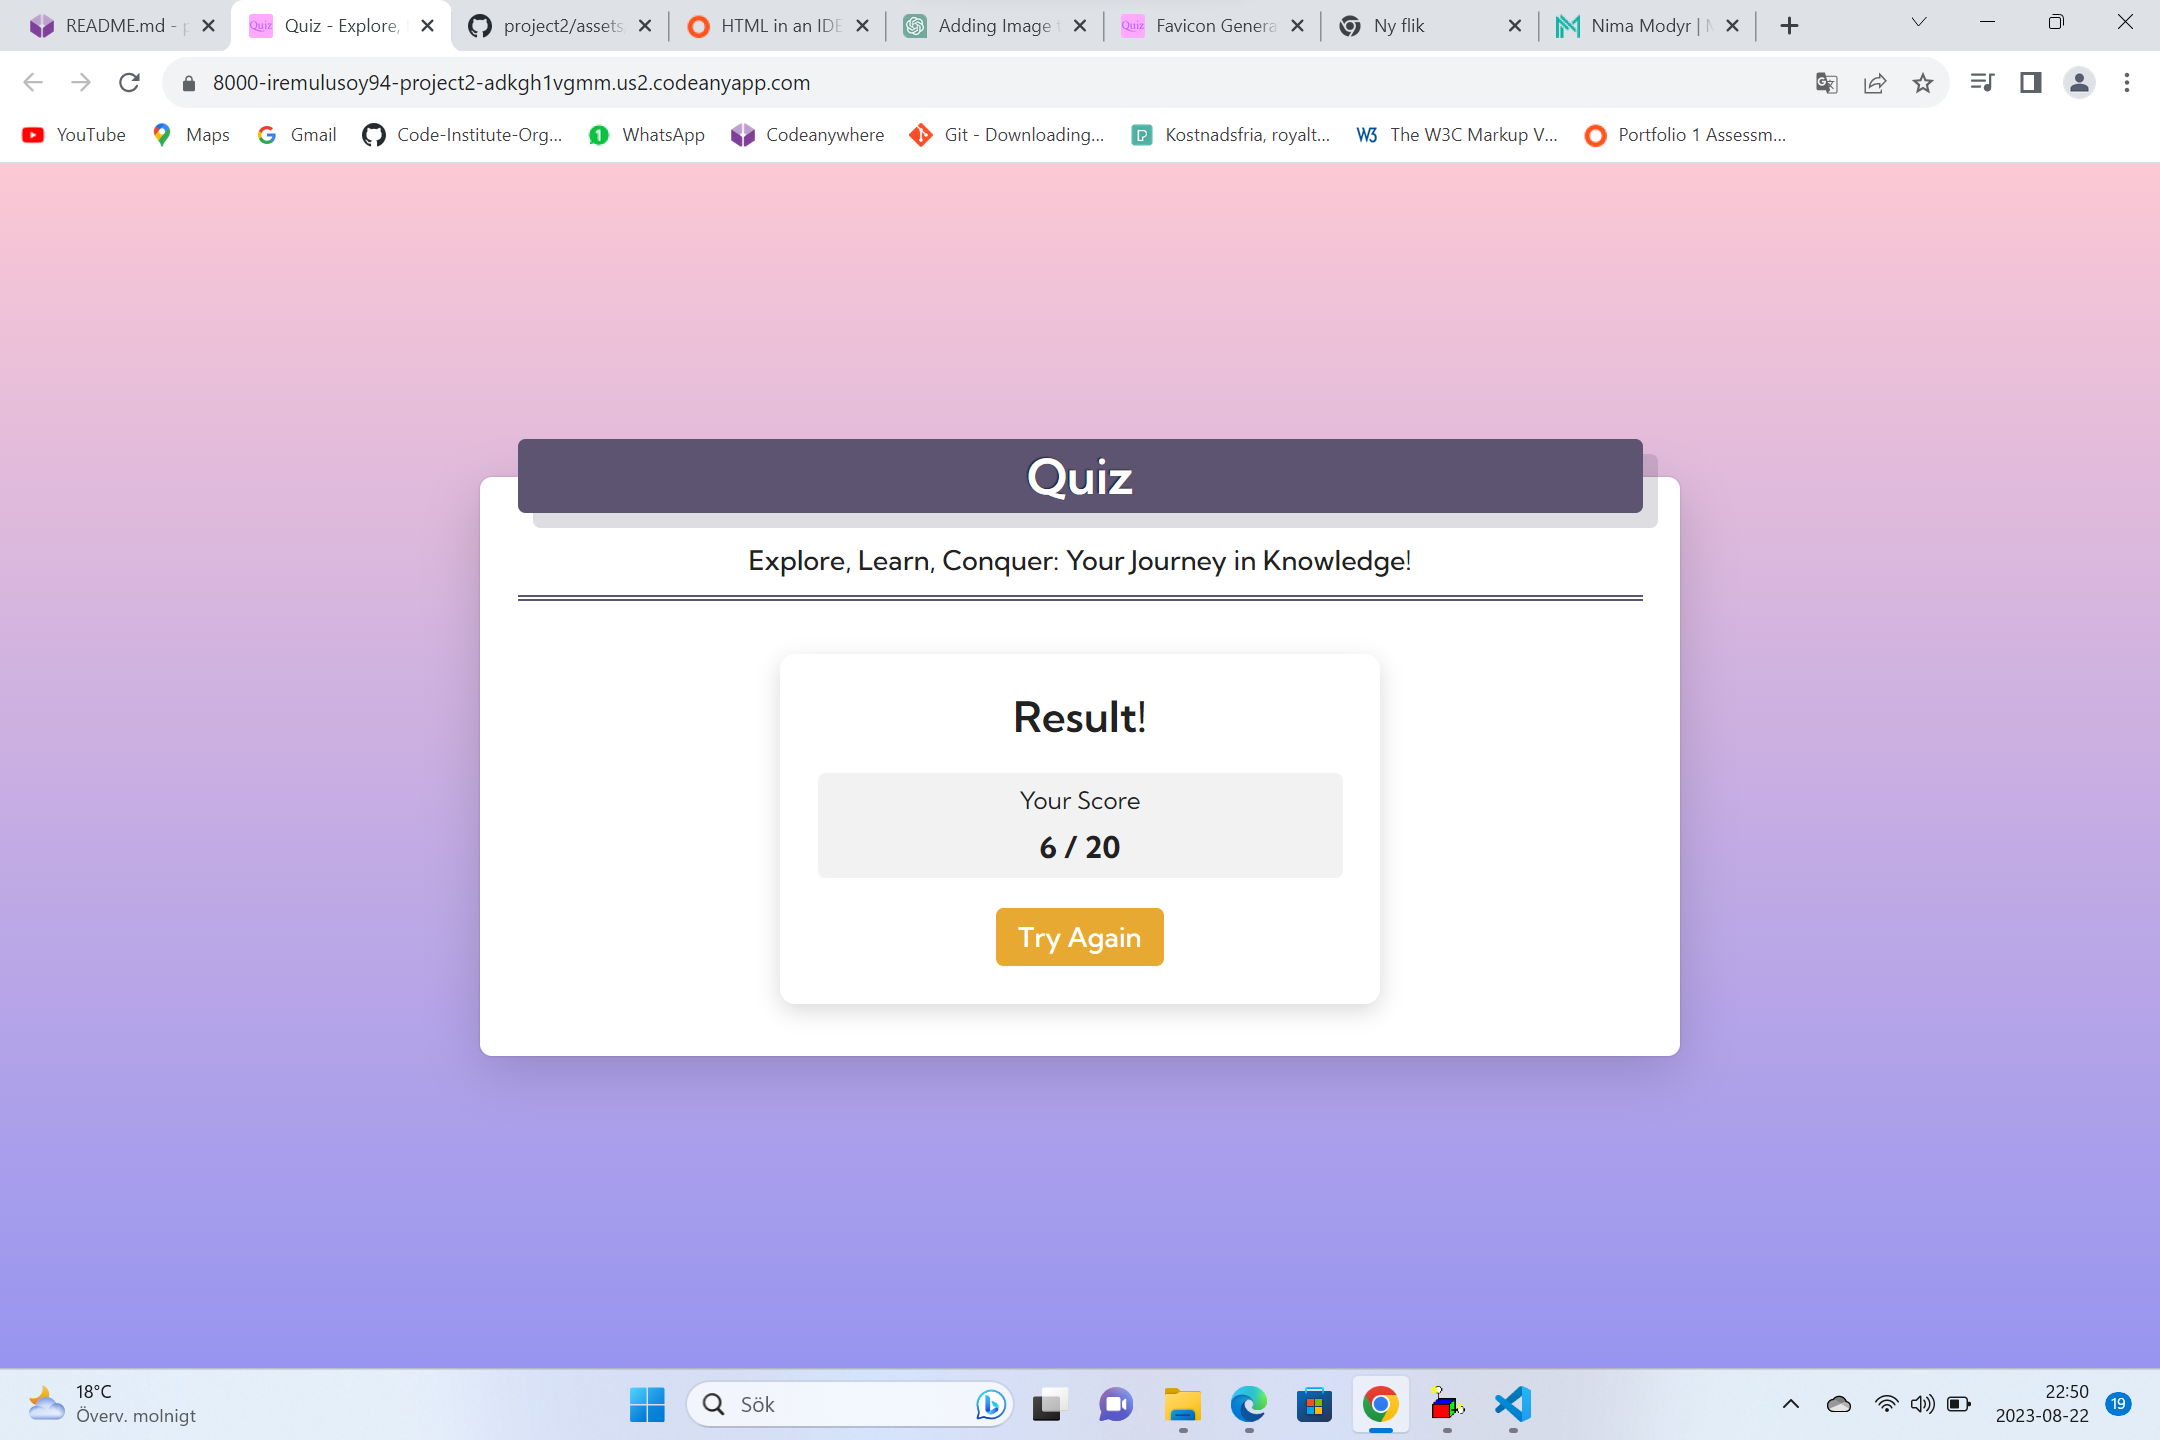 README.md - p
Quiz - Explore,
project2/assets
HTML in an IDE
Adding Image t
Favicon Genera
Ny flik
Nima Modyr |
8000-iremulusoy94-project2-adkgh1vgmm.us2.codeanyapp.com
YouTube
Maps
Gmail
Code-Institute-Org...
WhatsApp
Codeanywhere
Git - Downloading...
Kostnadsfria, royalt...
The W3C Markup V...
Portfolio 1 Assessm...
Quiz
Explore, Learn, Conquer: Your Journey in Knowledge!
Result!
Your Score
6 / 20
Try Again
18°C
Överv. molnigt
Sök
22:50
2023-08-22
19